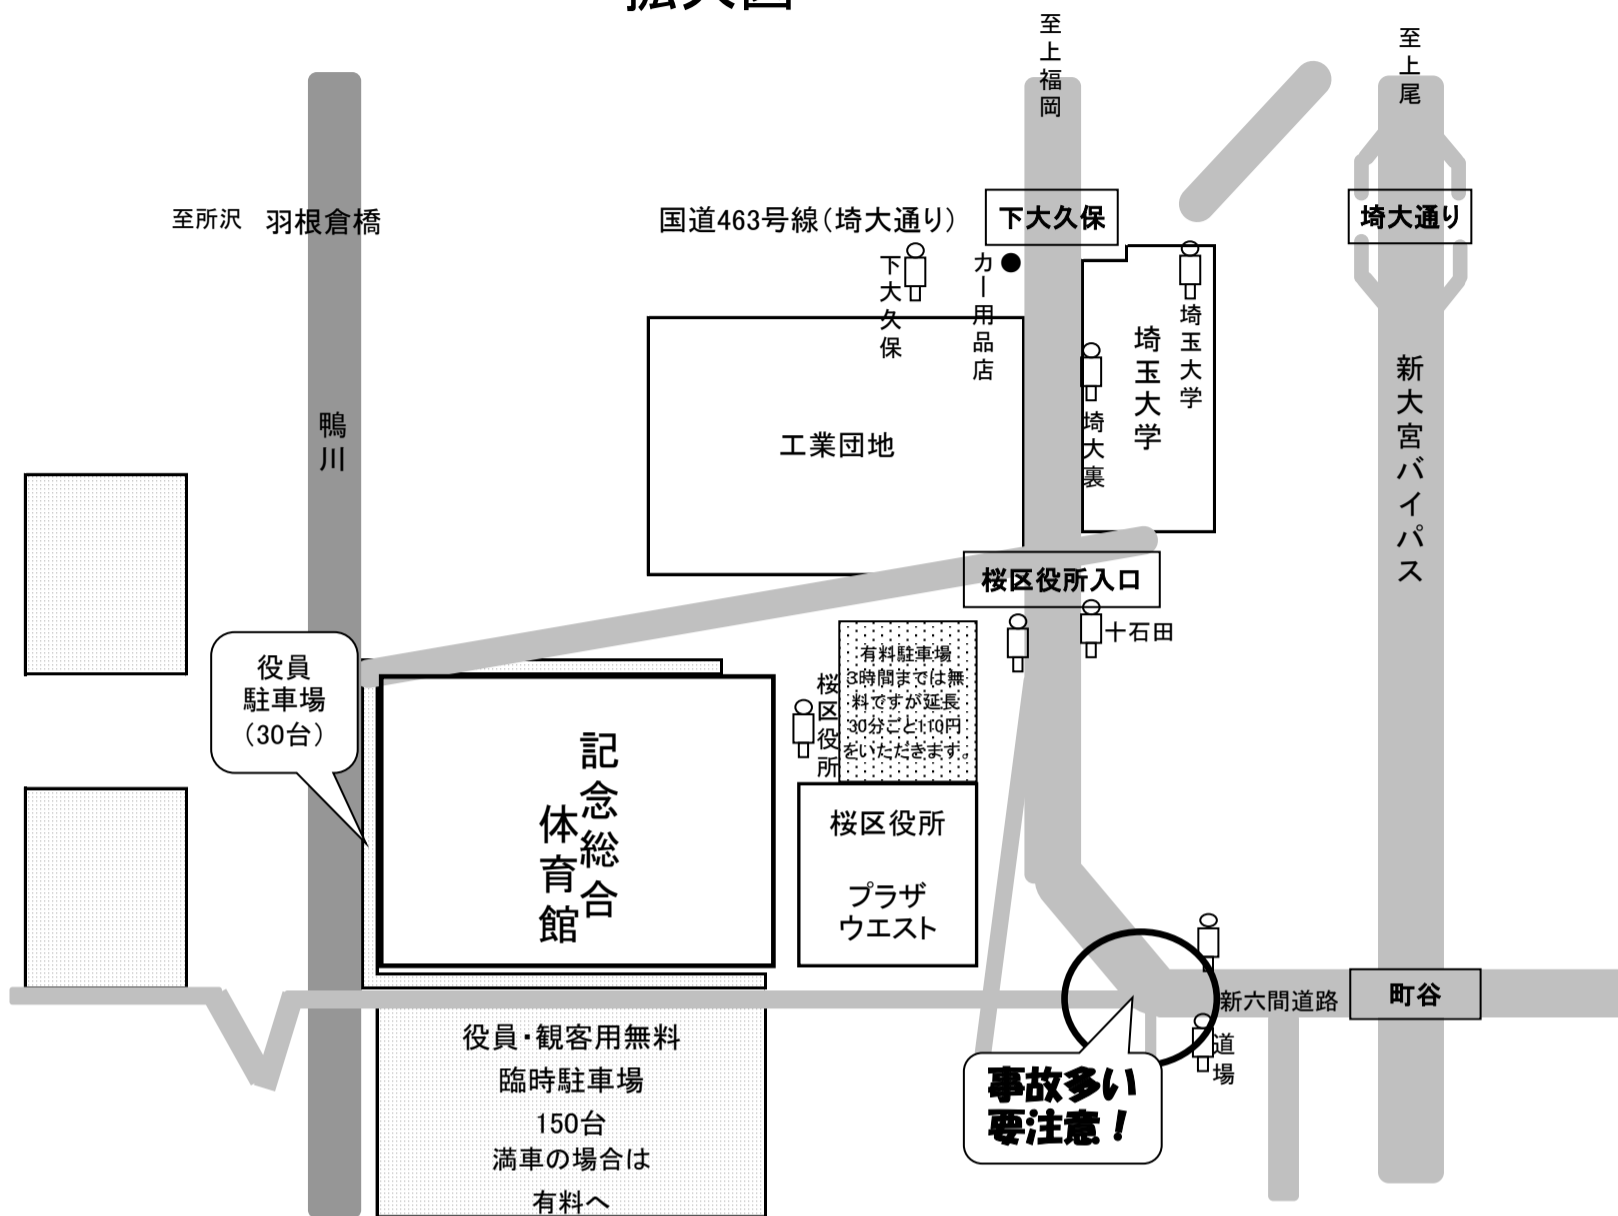 拡大図
至上福岡
至上尾
至所沢
羽根倉橋
国道463号線（埼大通り）
下大久保
埼大通り
下大久保
カー用品店
埼玉大学
埼玉大学
埼大裏
新大宮バイパス
鴨川
工業団地
桜区役所入口
十石田
役員
駐車場
（30台）
有料駐車場
3時間までは無
料ですが延長
30分ごと110円
をいただきます。
桜区役所
記念総合
体育館
桜区役所
プラザ
ウエスト
新六間道路
町谷
道場
事故多い
要注意！
役員・観客用無料
臨時駐車場
150台
満車の場合は
有料へ